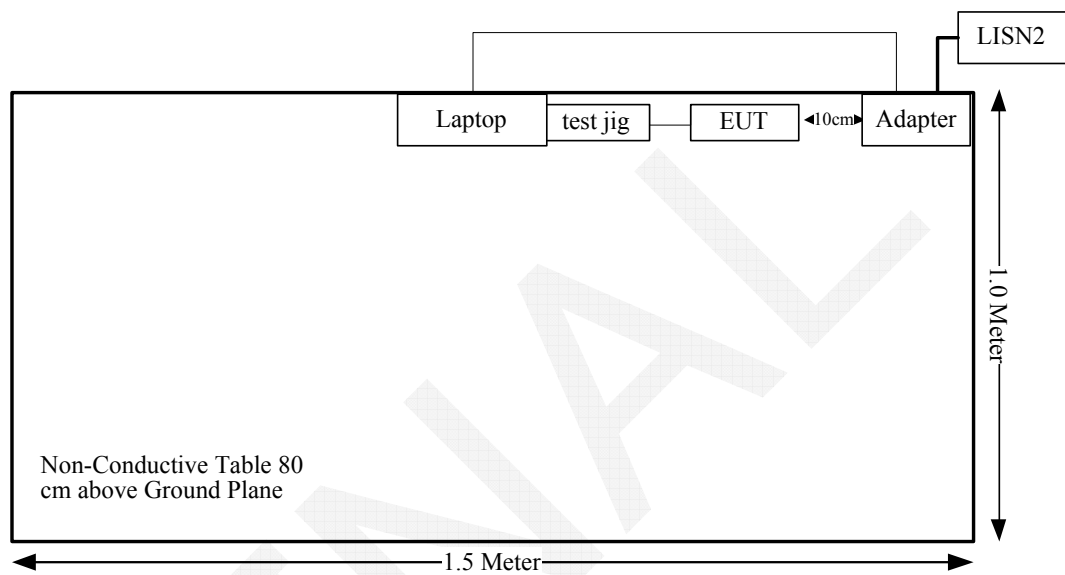 LISN2
Laptop
test jig
EUT
10cm
Adapter
1.0 Meter
Non-Conductive Table 80
cm above Ground Plane
1.5 Meter